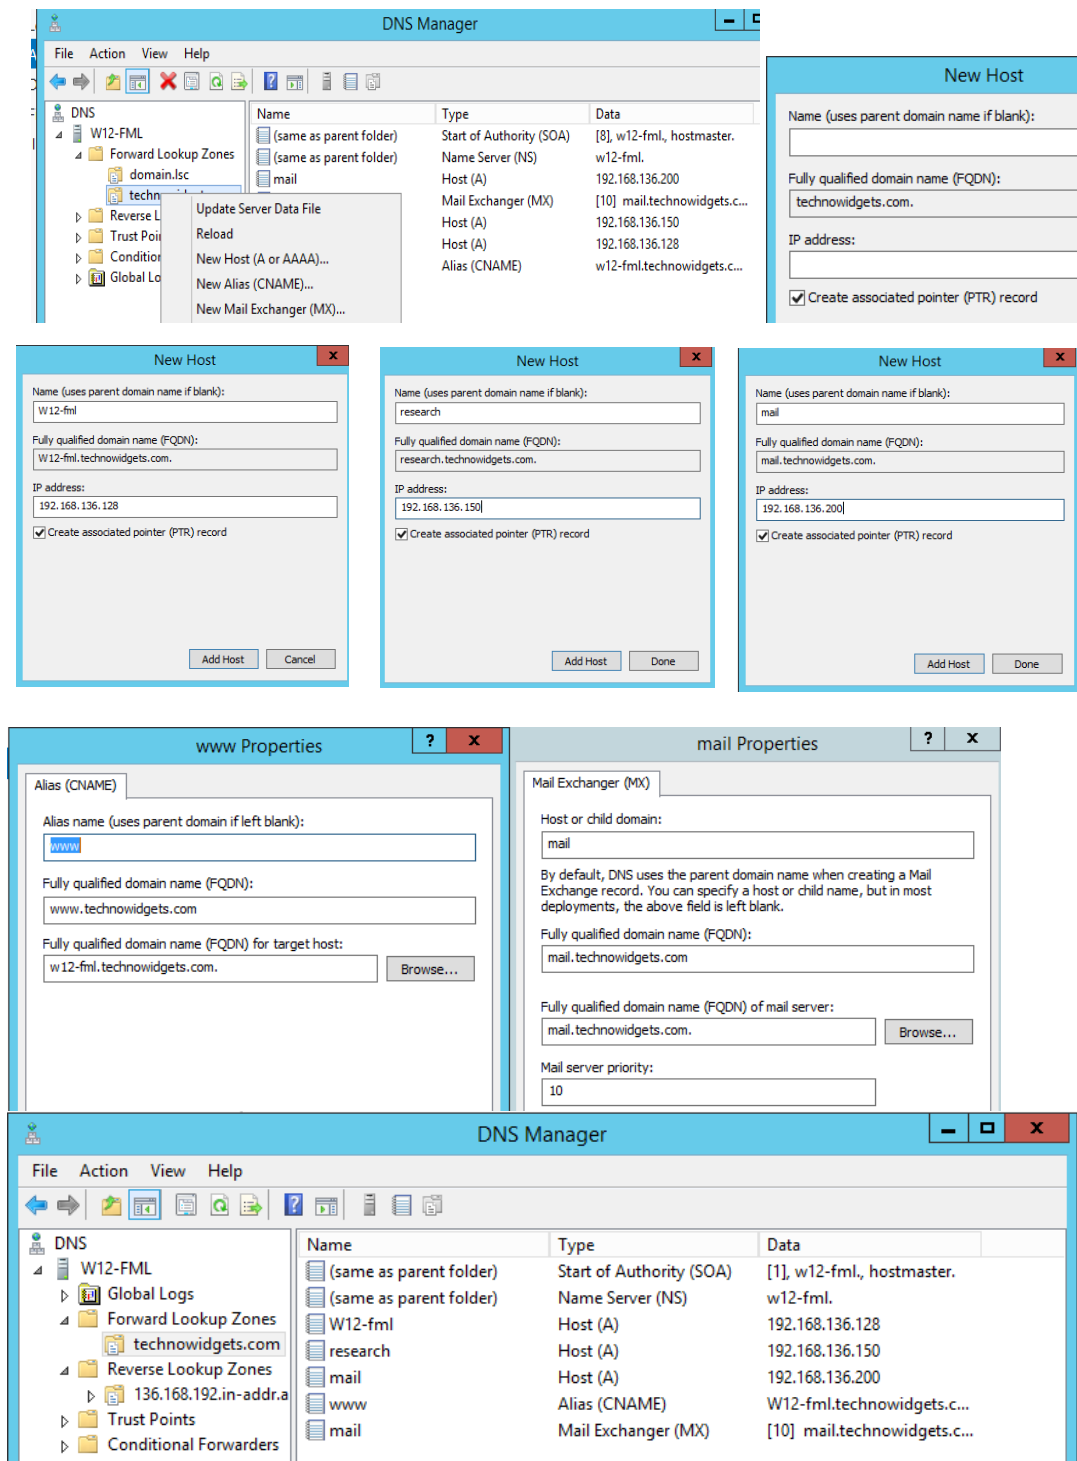 DNS Manager
File Action View Help
DNS
W12-FML
Forward Lookup Zones
domain.lsc
Trust Poi
Conditior
Global Lo
Name Type Data
(same as parent folder) Start of Authority (SOA) [8], w12-fml., hostmaster.
(same as parent folder) Name Server (NS) w12-fml.
mail Host (A) 192.168.136.200
Mail Exchanger (MX) [10] mail.technowidgets.c...
Host (A) 192.168.136.150
Host (A) 192.168.136.128
Alias (CNAME) w12-fml.technowidgets.c...
Update Server Data File
Reload
New Host (A or AAAA)...
New Alias (CNAME)...
New Mail Exchanger (MX)...
New Host
Name (uses parent domain name if blank):
Fully qualified domain name (FQDN):
technowidgets.com.
IP address:
Create associated pointer (PTR) record
New Host x
Name (uses parent domain name if blank):
W12-fml
Fully qualified domain name (FQDN):
W12-fml.technowidgets.com.
IP address:
192.168.136.128
Create associated pointer (PTR) record
Add Host Cancel
New Host x
Name (uses parent domain name if blank):
research
Fully qualified domain name (FQDN):
research.technowidgets.com.
IP address:
192.168.136.150
Create associated pointer (PTR) record
Add Host Done
New Host x
Name (uses parent domain name if blank):
mail
Fully qualified domain name (FQDN):
mail.technowidgets.com.
IP address:
192.168.136.200
Create associated pointer (PTR) record
Add Host Done
www Properties ? x
Alias (CNAME)
Alias name (uses parent domain if left blank):
www
Fully qualified domain name (FQDN):
www.technowidgets.com
Fully qualified domain name (FQDN) for target host:
w12-fml.technowidgets.com. Browse...
mail Properties ? x
Mail Exchanger (MX)
Host or child domain:
mail
By default, DNS uses the parent domain name when creating a Mail
Exchange record. You can specify a host or child name, but in most
deployments, the above field is left blank.
Fully qualified domain name (FQDN):
mail.technowidgets.com
Fully qualified domain name (FQDN) of mail server:
mail.technowidgets.com. Browse...
Mail server priority:
10
DNS Manager x
File Action View Help
DNS
W12-FML
Global Logs
Forward Lookup Zones
technowidgets.com
Reverse Lookup Zones
136.168.192.in-addr.a
Trust Points
Conditional Forwarders
Name Type Data
(same as parent folder) Start of Authority (SOA) [1], w12-fml., hostmaster.
(same as parent folder) Name Server (NS) w12-fml.
W12-fml Host (A) 192.168.136.128
research Host (A) 192.168.136.150
mail Host (A) 192.168.136.200
www Alias (CNAME) W12-fml.technowidgets.c...
mail Mail Exchanger (MX) [10] mail.technowidgets.c...